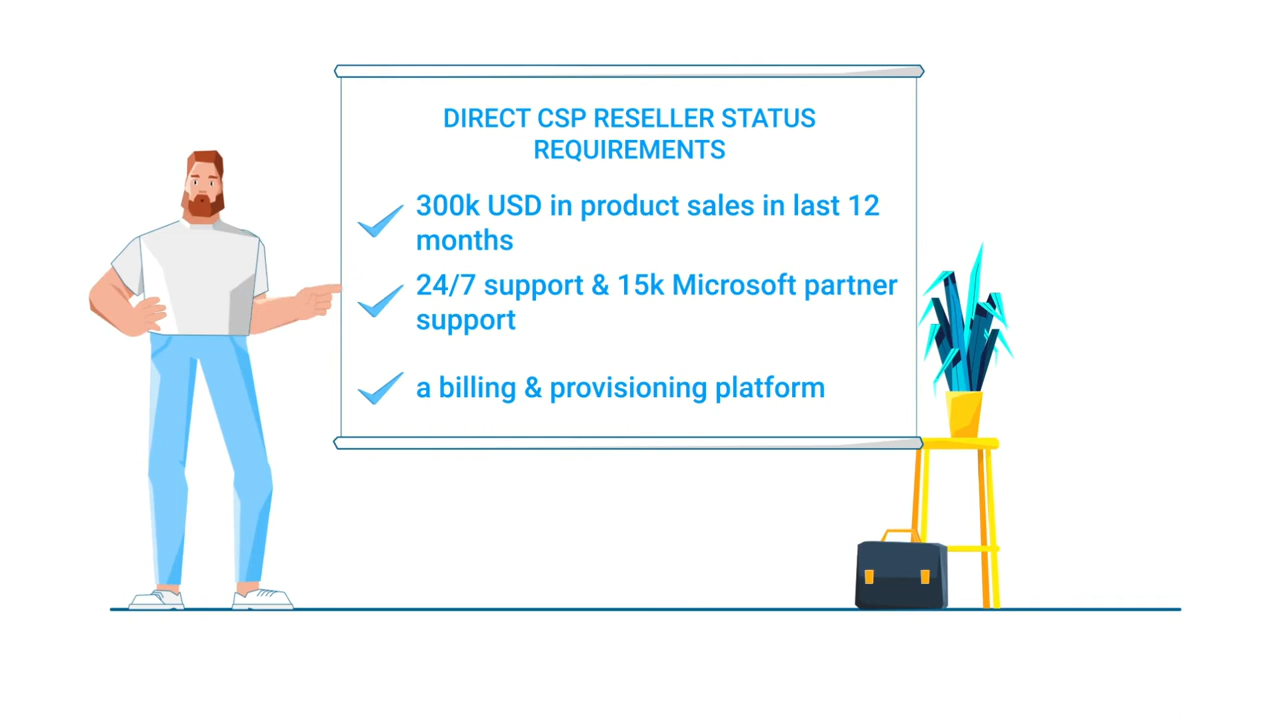 DIRECT CSP RESELLER STATUS
REQUIREMENTS
300k USD in product sales in last 12
months
24/7 support & 15k Microsoft partner
support
a billing & provisioning platform